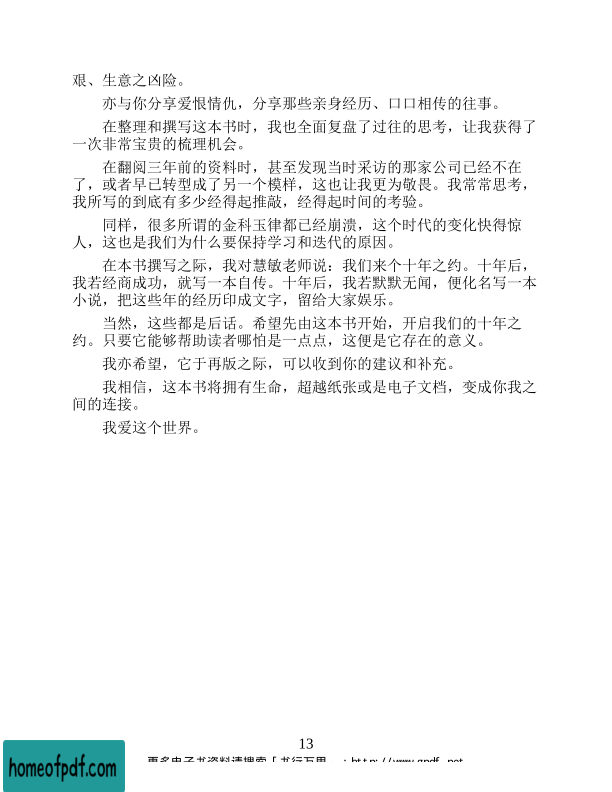 艰、生意之凶险。
亦与你分享爱恨情仇，分享那些亲身经历、口口相传的往事。
在整理和撰写这本书时，我也全面复盘了过往的思考，让我获得了
一次非常宝贵的梳理机会。
在翻阅三年前的资料时，甚至发现当时采访的那家公司已经不在
了，或者早已转型成了另一个模样，这也让我更为敬畏。我常常思考，
我所写的到底有多少经得起推敲，经得起时间的考验。
同样，很多所谓的金科玉律都已经崩溃，这个时代的变化快得惊
人，这也是我们为什么要保持学习和迭代的原因。
在本书撰写之际，我对慧敏老师说：我们来个十年之约。十年后，
我若经商成功，就写一本自传。十年后，我若默默无闻，便化名写一本
小说，把这些年的经历印成文字，留给大家娱乐。
当然，这些都是后话。希望先由这本书开始，开启我们的十年之
约。只要它能够帮助读者哪怕是一点点，这便是它存在的意义。
我亦希望，它于再版之际，可以收到你的建议和补充。
我相信，这本书将拥有生命，超越纸张或是电子文档，变成你我之
间的连接。
我爱这个世界。
13
更多电子书资料请搜索「书行万里
homeofpdf.com